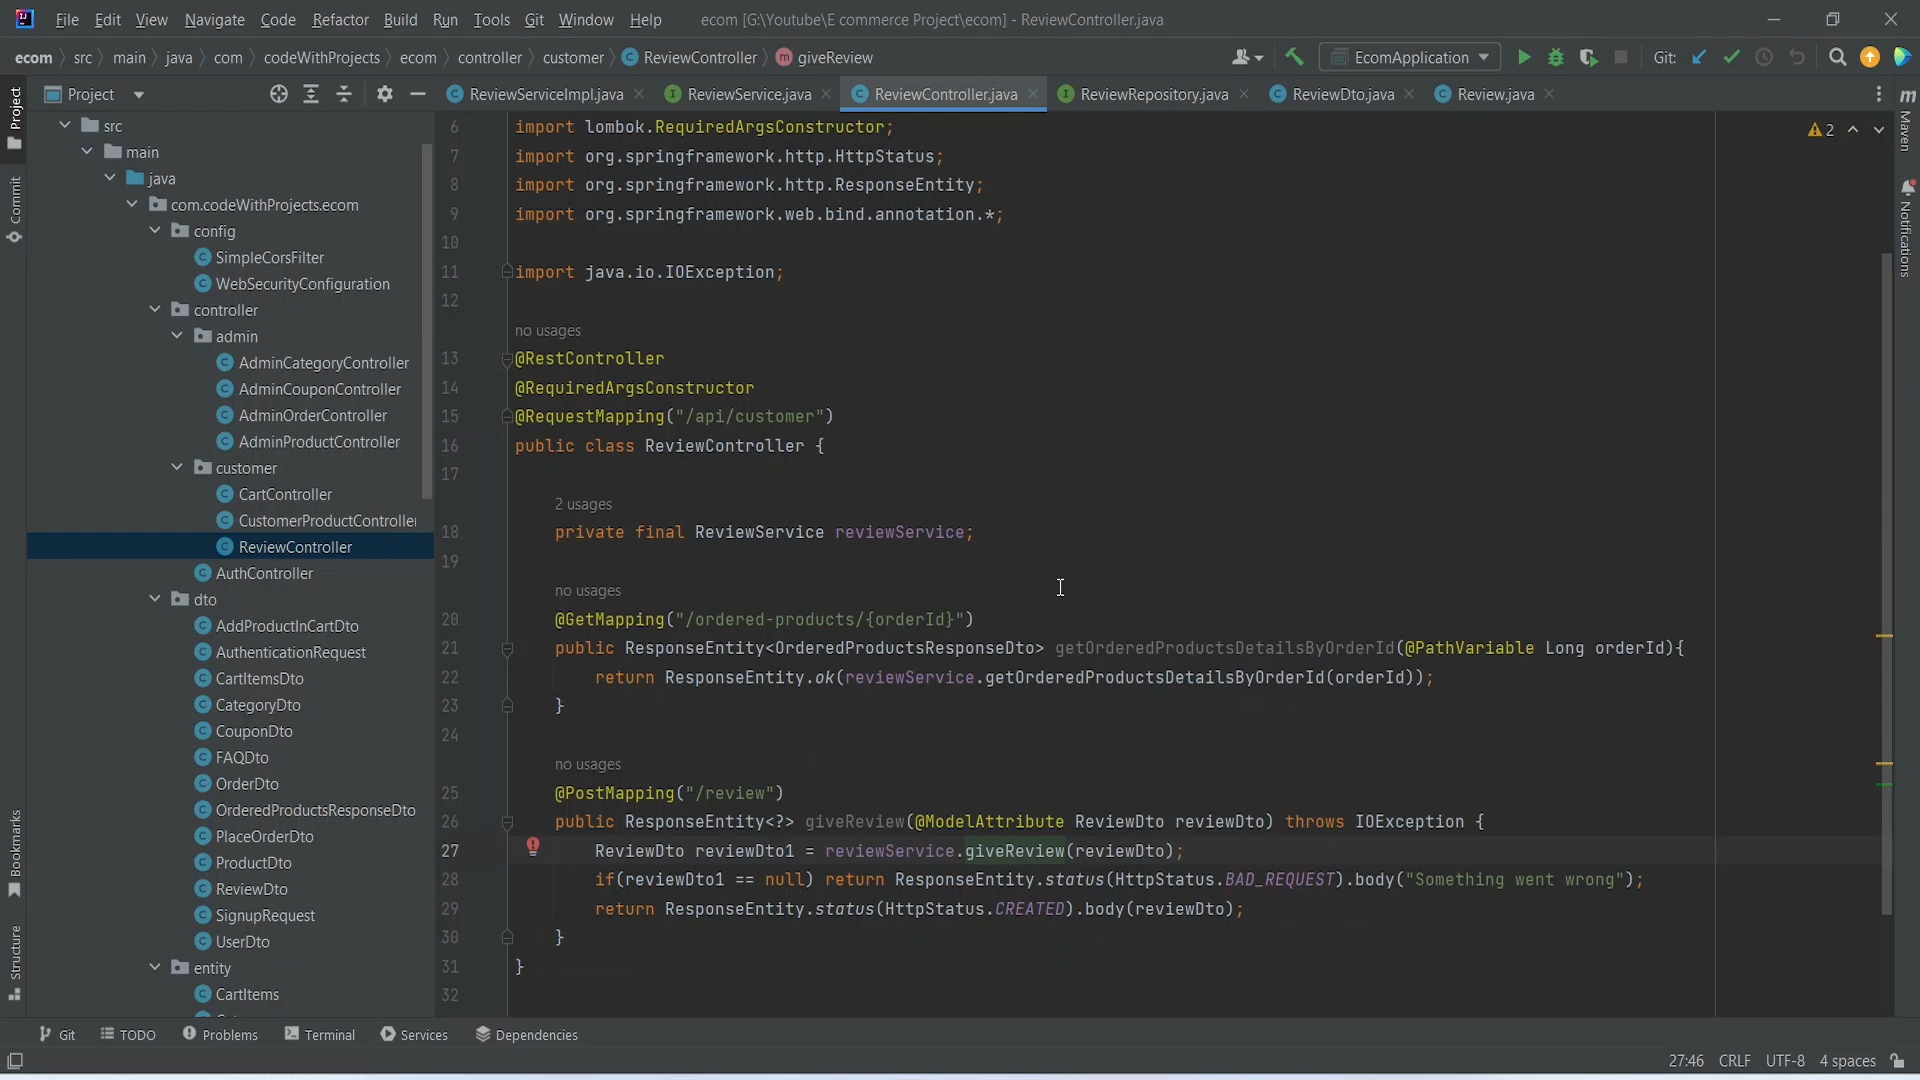 File Edit View Navigate Code Refactor Build Run Tools Git Window Help ecom [G:\Youtube\E commerce Project\ecom] - ReviewController.java
ecom src main java com codeWithProjects ecom controller customer ReviewController giveReview EcomApplication Git:
Project
ReviewServiceImpl.java ReviewService.java ReviewController.java ReviewRepository.java ReviewDto.java Review.java
Project
Commit
Bookmarks
Structure
src
main
java
com.codeWithProjects.ecom
config
SimpleCorsFilter
WebSecurityConfiguration
controller
admin
AdminCategoryController
AdminCouponController
AdminOrderController
AdminProductController
customer
CartController
CustomerProductController
ReviewController
AuthController
dto
AddProductInCartDto
AuthenticationRequest
CartItemsDto
CategoryDto
CouponDto
FAQDto
OrderDto
OrderedProductsResponseDto
PlaceOrderDto
ProductDto
ReviewDto
SignupRequest
UserDto
entity
CartItems
6 import lombok.RequiredArgsConstructor;
7 import org.springframework.http.HttpStatus;
8 import org.springframework.http.ResponseEntity;
9 import org.springframework.web.bind.annotation.*;
10
11 import java.io.IOException;
12
no usages
13 @RestController
14 @RequiredArgsConstructor
15 @RequestMapping("/api/customer")
16 public class ReviewController {
17
2 usages
18 private final ReviewService reviewService;
19
no usages
20 @GetMapping("/ordered-products/{orderId}")
21 public ResponseEntity<OrderedProductsResponseDto> getOrderedProductsDetailsByOrderId(@PathVariable Long orderId){
22 return ResponseEntity.ok(reviewService.getOrderedProductsDetailsByOrderId(orderId));
23 }
24
no usages
25 @PostMapping("/review")
26 public ResponseEntity<?> giveReview(@ModelAttribute ReviewDto reviewDto) throws IOException {
27 ReviewDto reviewDto1 = reviewService.giveReview(reviewDto);
28 if(reviewDto1 == null) return ResponseEntity.status(HttpStatus.BAD_REQUEST).body("Something went wrong");
29 return ResponseEntity.status(HttpStatus.CREATED).body(reviewDto);
30 }
31 }
32
2
m
Maven
Notifications
Git TODO Problems Terminal Services Dependencies
27:46 CRLF UTF-8 4 spaces